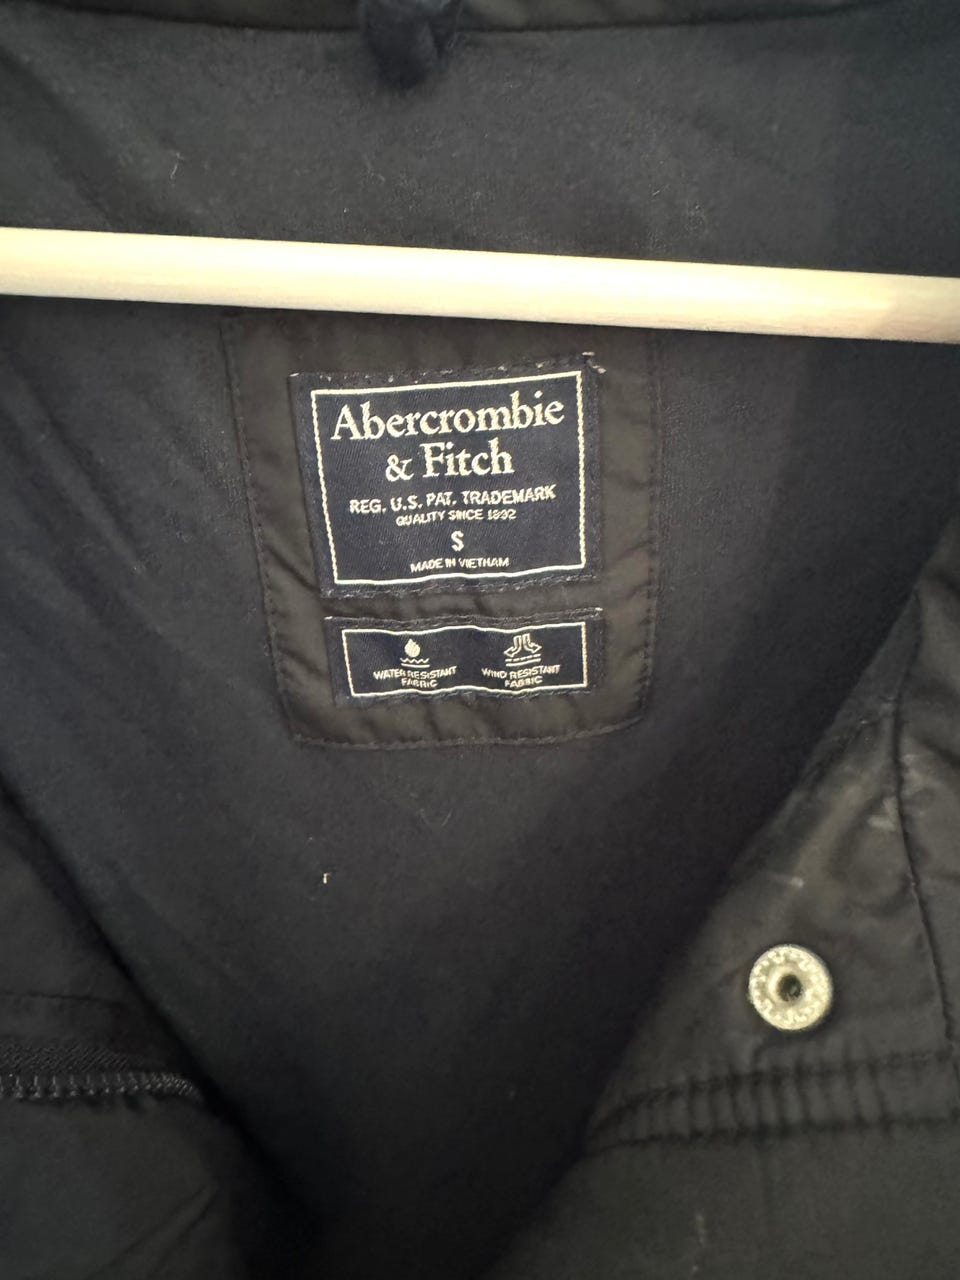 Abercrombie
& Fitch
REG. U.S. PAT. TRADEMARK
QUALITY SINCE 1892
S
MADE IN VIETNAM
WATER RESISTANT
FABRIC
WIND RESISTANT
FABRIC